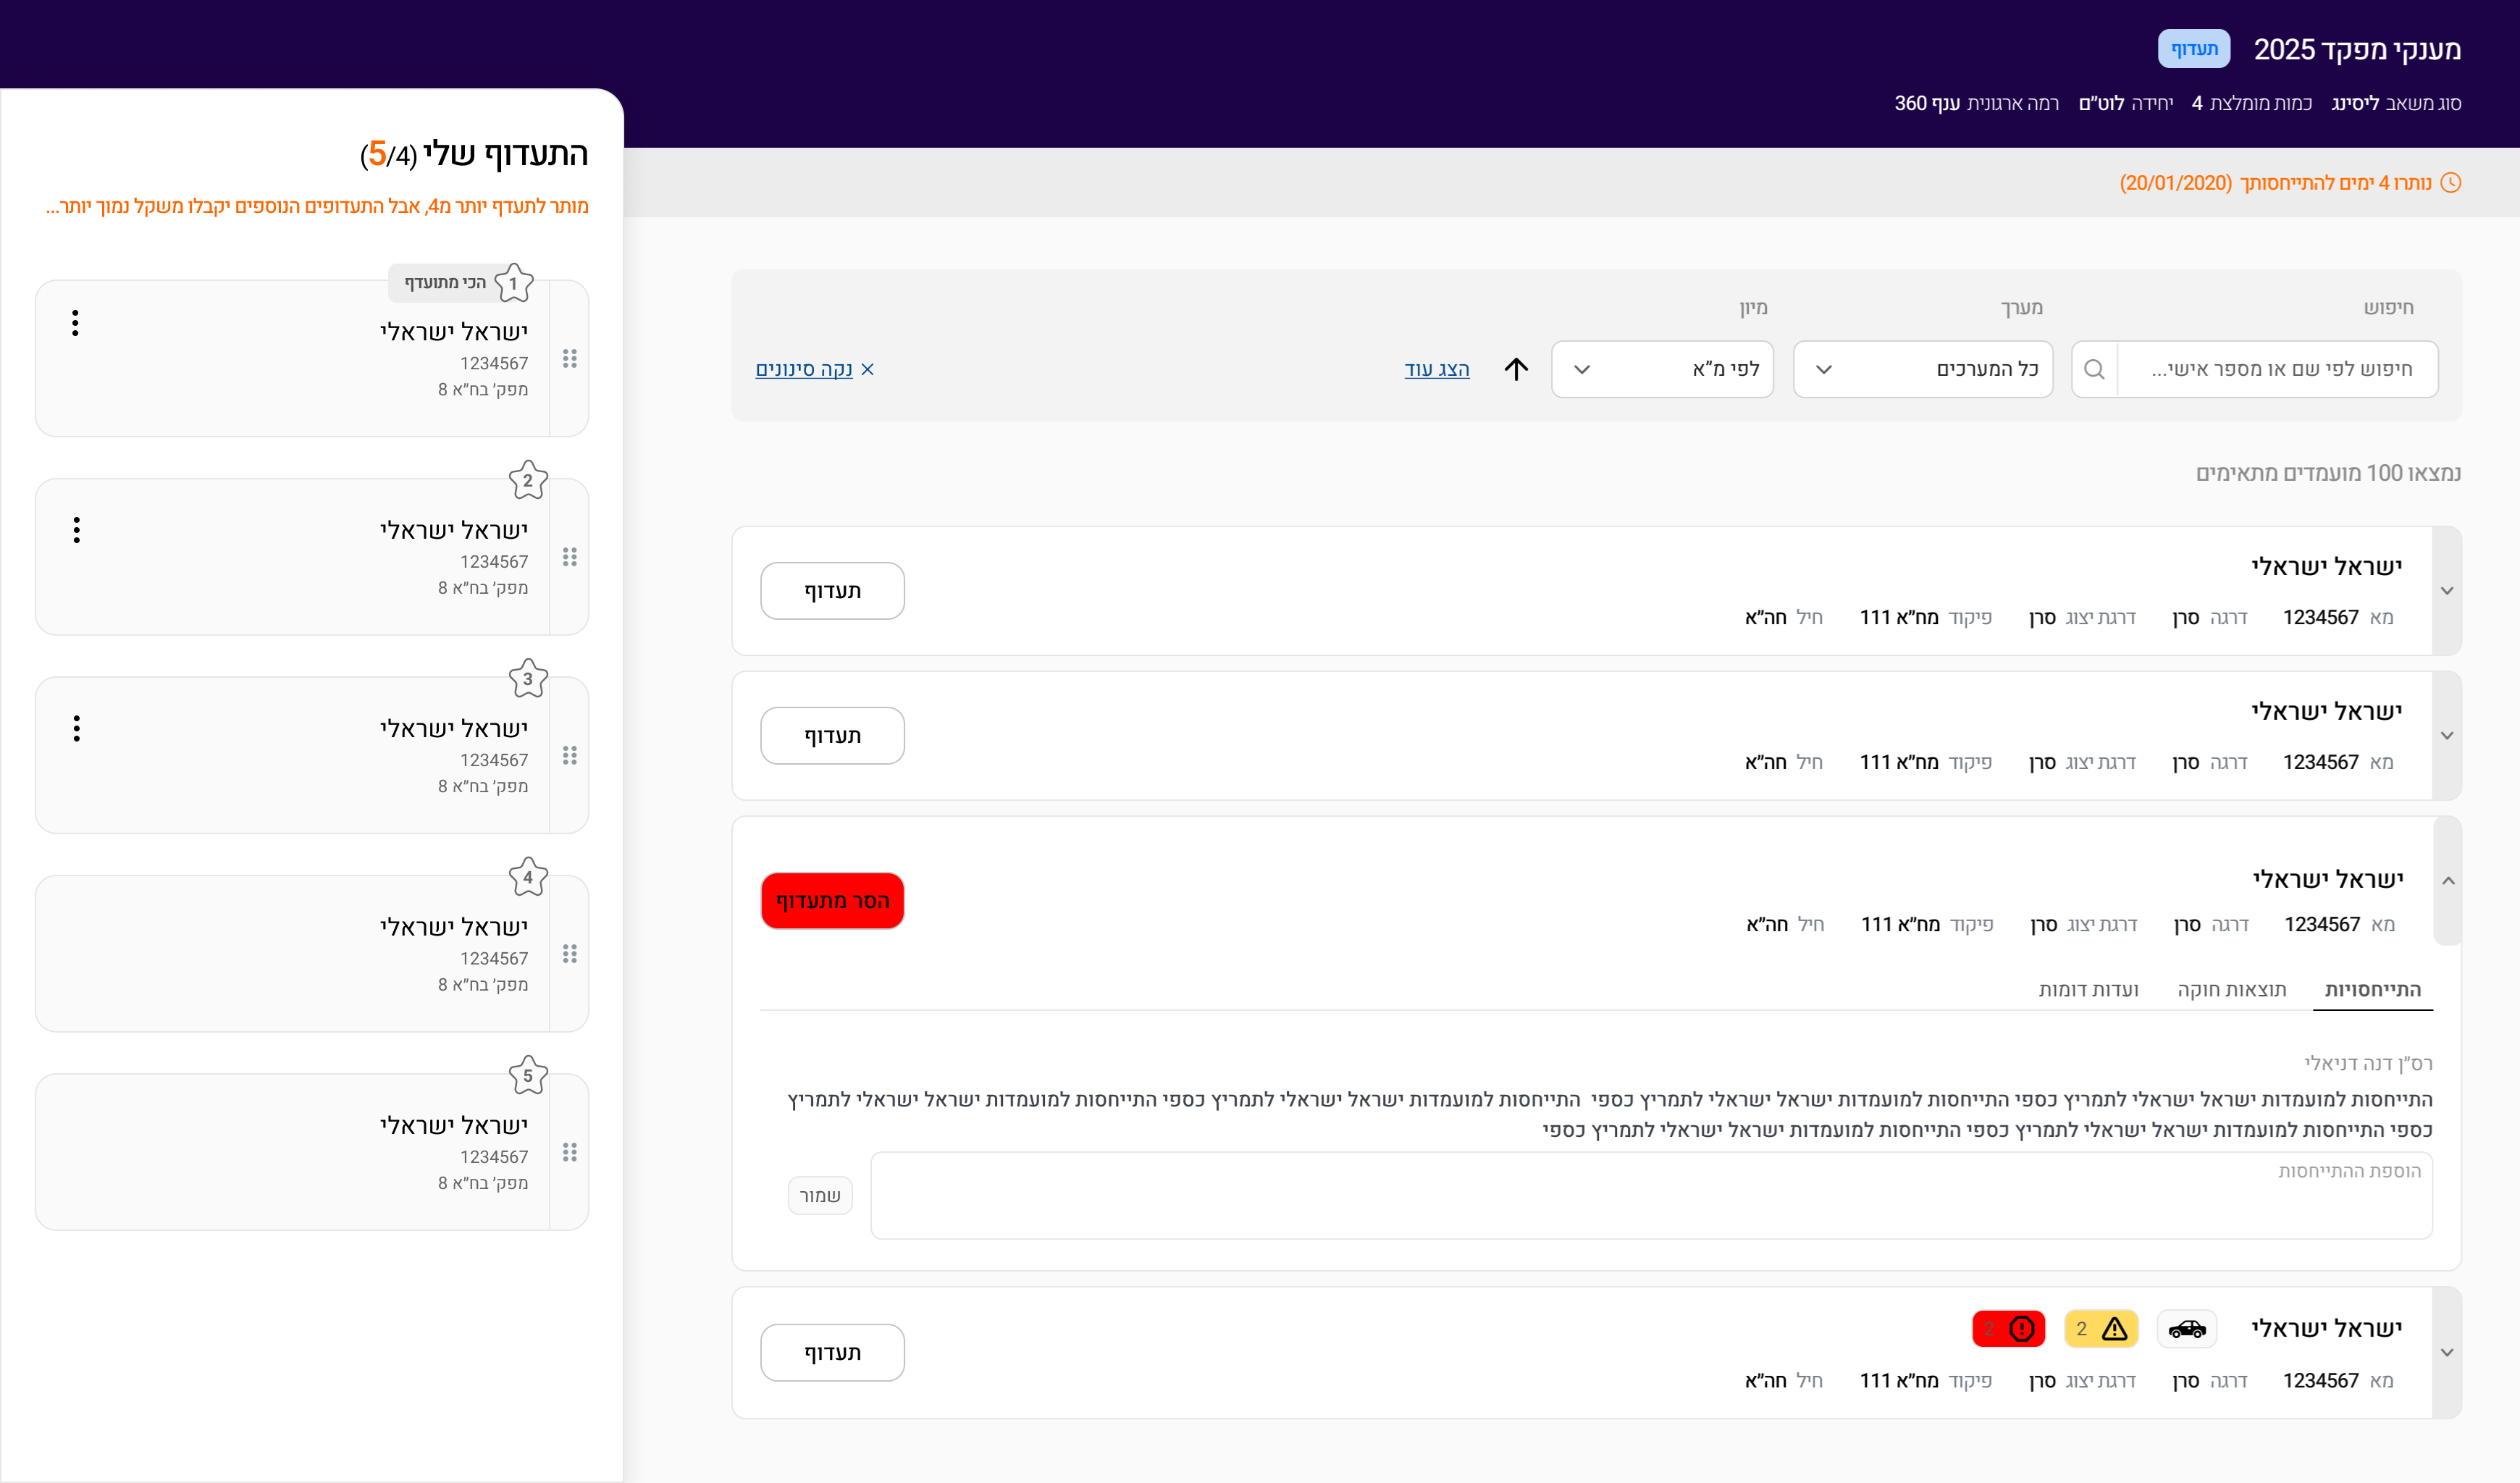 מענקי מפקד 2025 תעדוף
סוג משאב ליסינג כמות מומלצת 4 יחידה לוט"ם רמה ארגונית ענף 360
נותרו 4 ימים להתייחסותך (20/01/2020)
חיפוש מערך מיון
חיפוש לפי שם או מספר אישי... כל המערכים לפי מ"א הצג עוד נקה סינונים
נמצאו 100 מועמדים מתאימים
ישראל ישראלי
מא 1234567 דרגה סרן דרגת יצוג סרן פיקוד מח"א 111 חיל חה"א
תעדוף
ישראל ישראלי
מא 1234567 דרגה סרן דרגת יצוג סרן פיקוד מח"א 111 חיל חה"א
תעדוף
ישראל ישראלי
מא 1234567 דרגה סרן דרגת יצוג סרן פיקוד מח"א 111 חיל חה"א
הסר מתעדוף
התייחסויות תוצאות חוקה ועדות דומות
רס"ן דנה דניאלי
התייחסות למועמדות ישראל ישראלי לתמריץ כספי התייחסות למועמדות ישראל ישראלי לתמריץ כספי  התייחסות למועמדות ישראל ישראלי לתמריץ כספי התייחסות למועמדות ישראל ישראלי לתמריץ
כספי התייחסות למועמדות ישראל ישראלי לתמריץ כספי התייחסות למועמדות ישראל ישראלי לתמריץ כספי
הוספת ההתייחסות
שמור
ישראל ישראלי 2 2
מא 1234567 דרגה סרן דרגת יצוג סרן פיקוד מח"א 111 חיל חה"א
תעדוף
התעדוף שלי (5/4)
מותר לתעדף יותר מ4, אבל התעדופים הנוספים יקבלו משקל נמוך יותר...
1 הכי מתועדף
ישראל ישראלי
1234567
מפק' בח"א 8
2
ישראל ישראלי
1234567
מפק' בח"א 8
3
ישראל ישראלי
1234567
מפק' בח"א 8
4
ישראל ישראלי
1234567
מפק' בח"א 8
5
ישראל ישראלי
1234567
מפק' בח"א 8